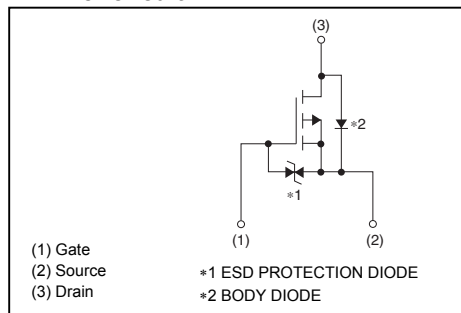 (3)
*2
*1
(1) (2)
(1) Gate
(2) Source
(3) Drain
*1 ESD PROTECTION DIODE
*2 BODY DIODE